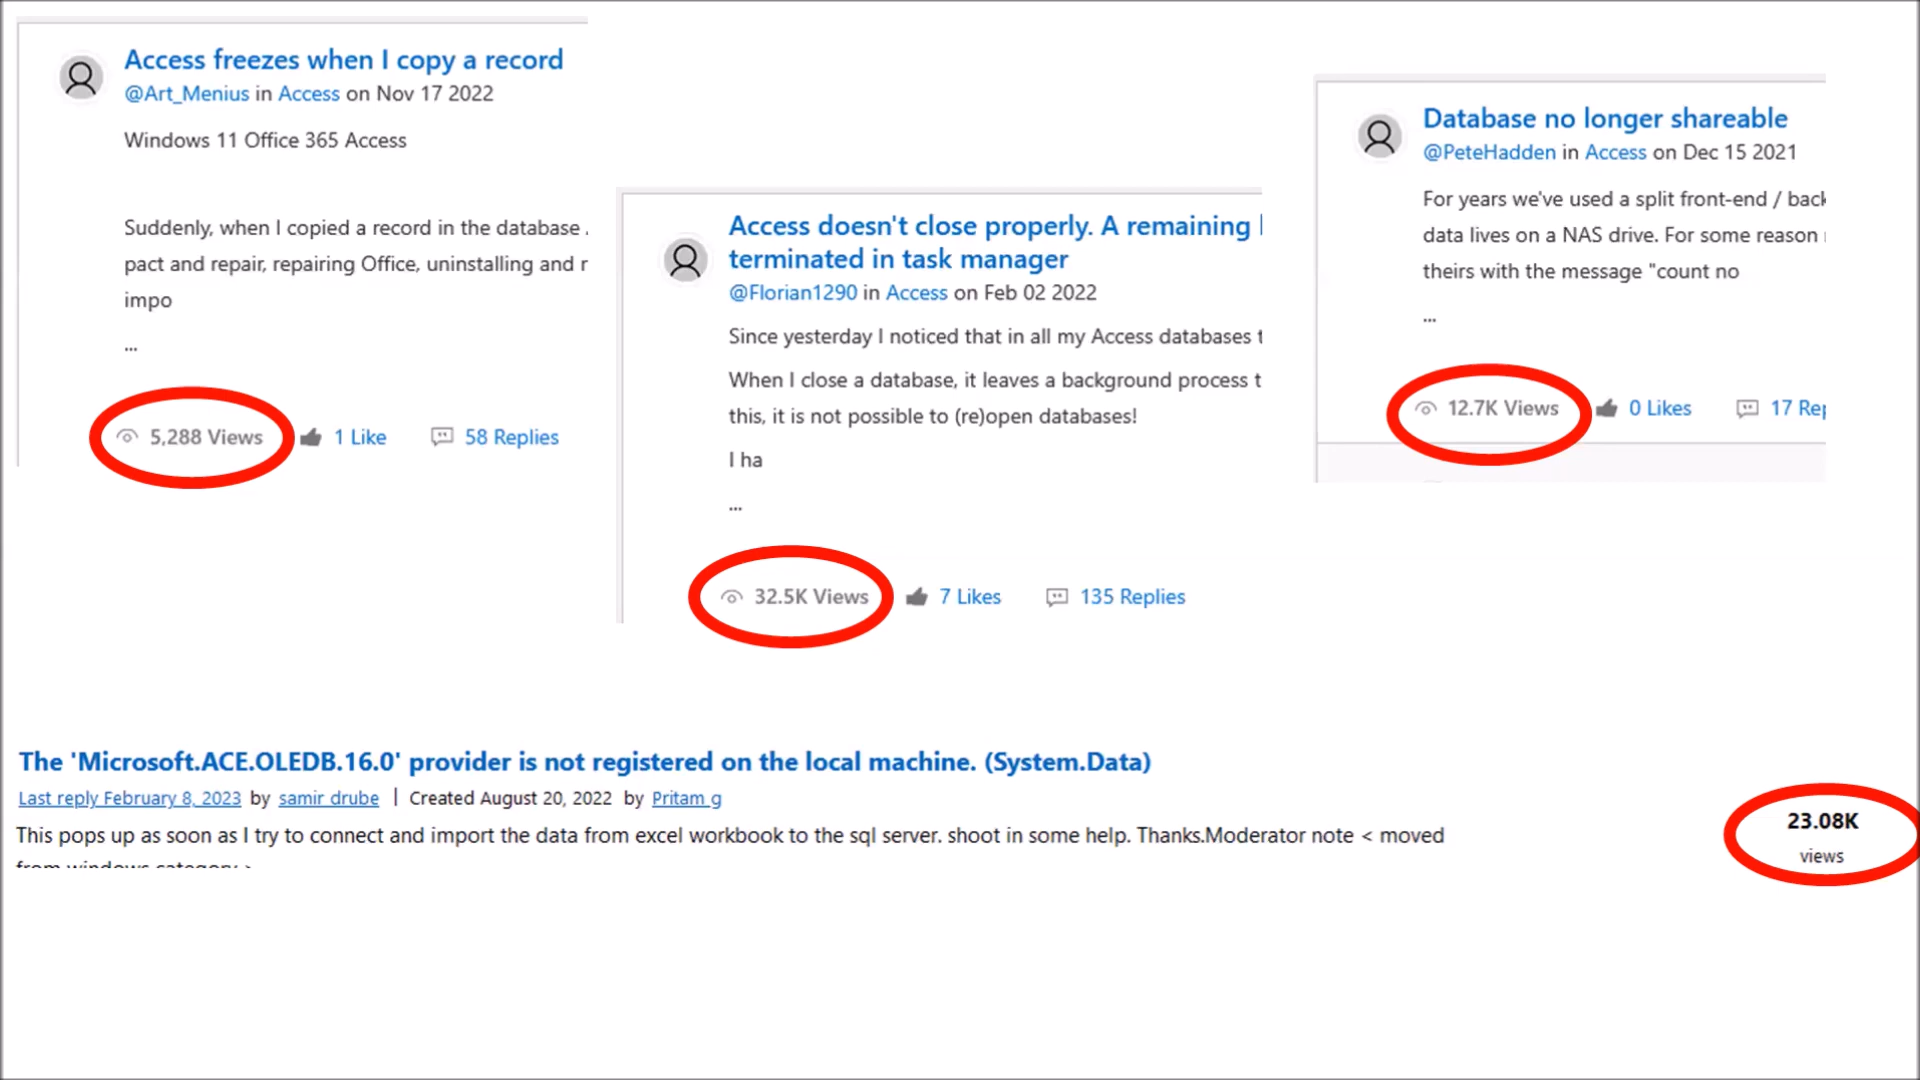 Access freezes when I copy a record
@Art_Menius in Access on Nov 17 2022
Windows 11 Office 365 Access
Suddenly, when I copied a record in the database
pact and repair, repairing Office, uninstalling and r
impo
...
5,288 Views 1 Like 58 Replies
Access doesn't close properly. A remaining
terminated in task manager
@Florian1290 in Access on Feb 02 2022
Since yesterday I noticed that in all my Access databases t
When I close a database, it leaves a background process t
this, it is not possible to (re)open databases!
I ha
...
32.5K Views 7 Likes 135 Replies
Database no longer shareable
@PeteHadden in Access on Dec 15 2021
For years we've used a split front-end / back
data lives on a NAS drive. For some reason
theirs with the message "count no
...
12.7K Views 0 Likes 17 Rep
The 'Microsoft.ACE.OLEDB.16.0' provider is not registered on the local machine. (System.Data)
Last reply February 8, 2023 by samir drube | Created August 20, 2022 by Pritam g
This pops up as soon as I try to connect and import the data from excel workbook to the sql server. shoot in some help. Thanks.Moderator note < moved
from windows category >
23.08K
views